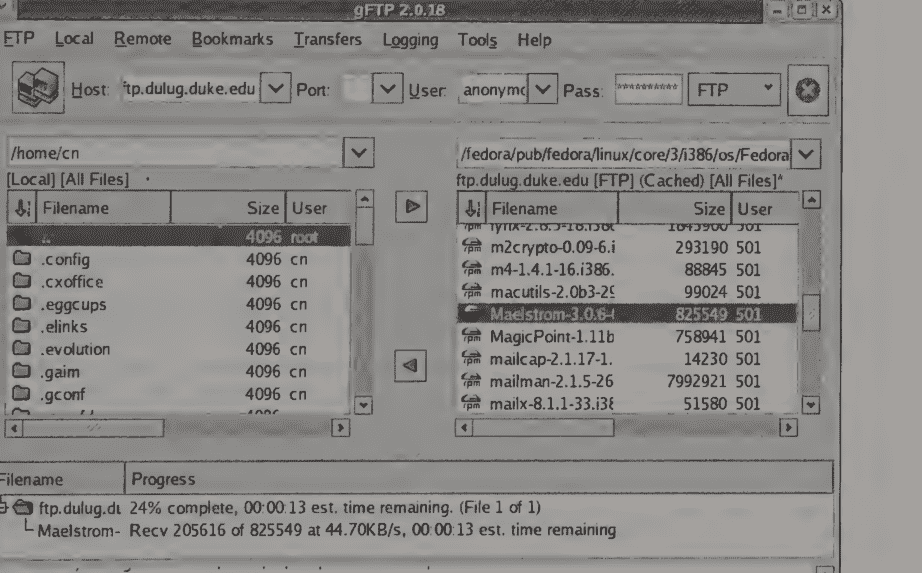 gFTP 2.0.18
FTP Local Remote Bookmarks Transfers Logging Tools Help
Host: ftp.dulug.duke.edu Port: User: anonymo Pass: ********** FTP
/home/cn
[Local] [All Files]
Filename Size User
.. 4096 root
.config 4096 cn
.cxoffice 4096 cn
.eggcups 4096 cn
.elinks 4096 cn
.evolution 4096 cn
.gaim 4096 cn
.gconf 4096 cn
/fedora/pub/fedora/linux/core/3/i386/os/Fedora
ftp.dulug.duke.edu [FTP] (Cached) [All Files]*
Filename Size User
m2crypto-0.09-6.i 293190 501
m4-1.4.1-16.i386. 88845 501
macutils-2.0b3-29 99024 501
Maelstrom-3.0.6- 825549 501
MagicPoint-1.11b 758941 501
mailcap-2.1.17-1. 14230 501
mailman-2.1.5-26 7992921 501
mailx-8.1.1-33.i38 51580 501
Filename Progress
ftp.dulug.du 24% complete, 00:00:13 est. time remaining. (File 1 of 1)
Maelstrom- Recv 205616 of 825549 at 44.70KB/s, 00:00:13 est. time remaining